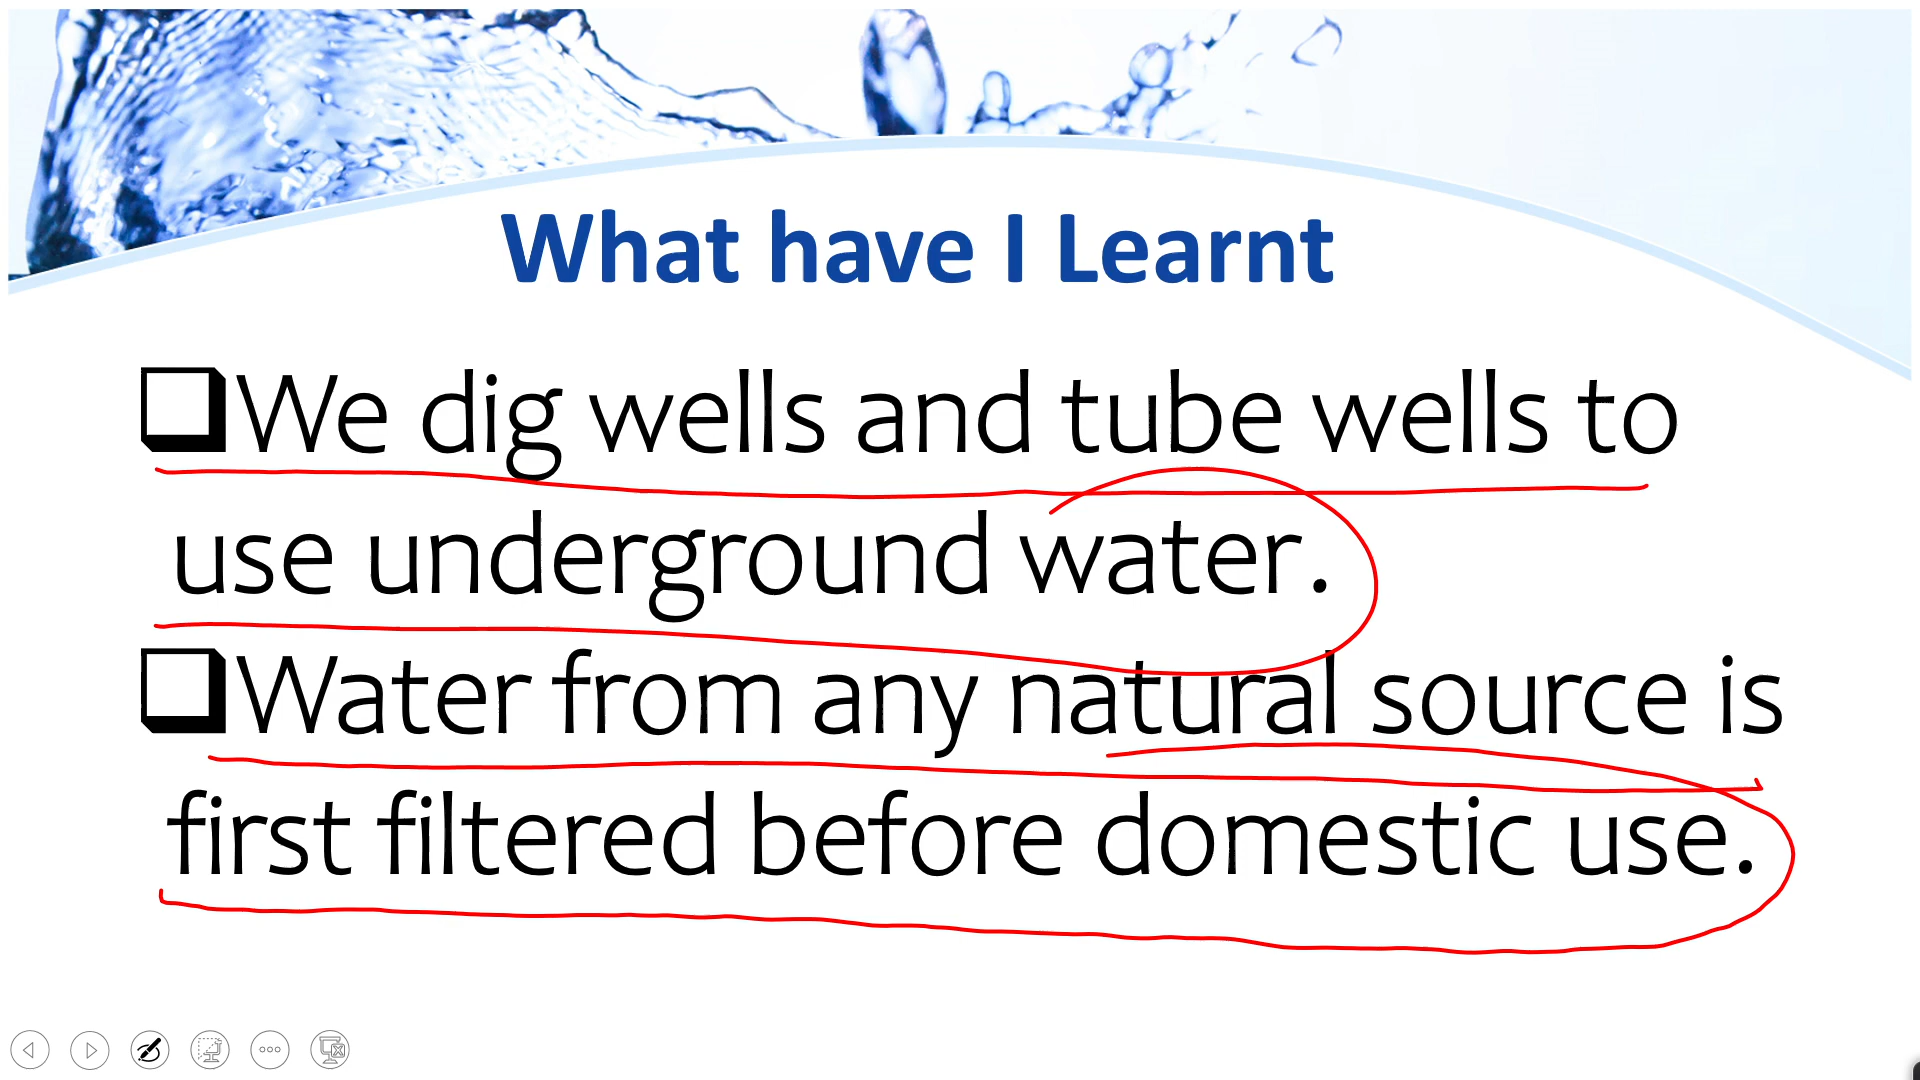 What have I Learnt
❑We dig wells and tube wells to
use underground water.
❑Water from any natural source is
first filtered before domestic use.